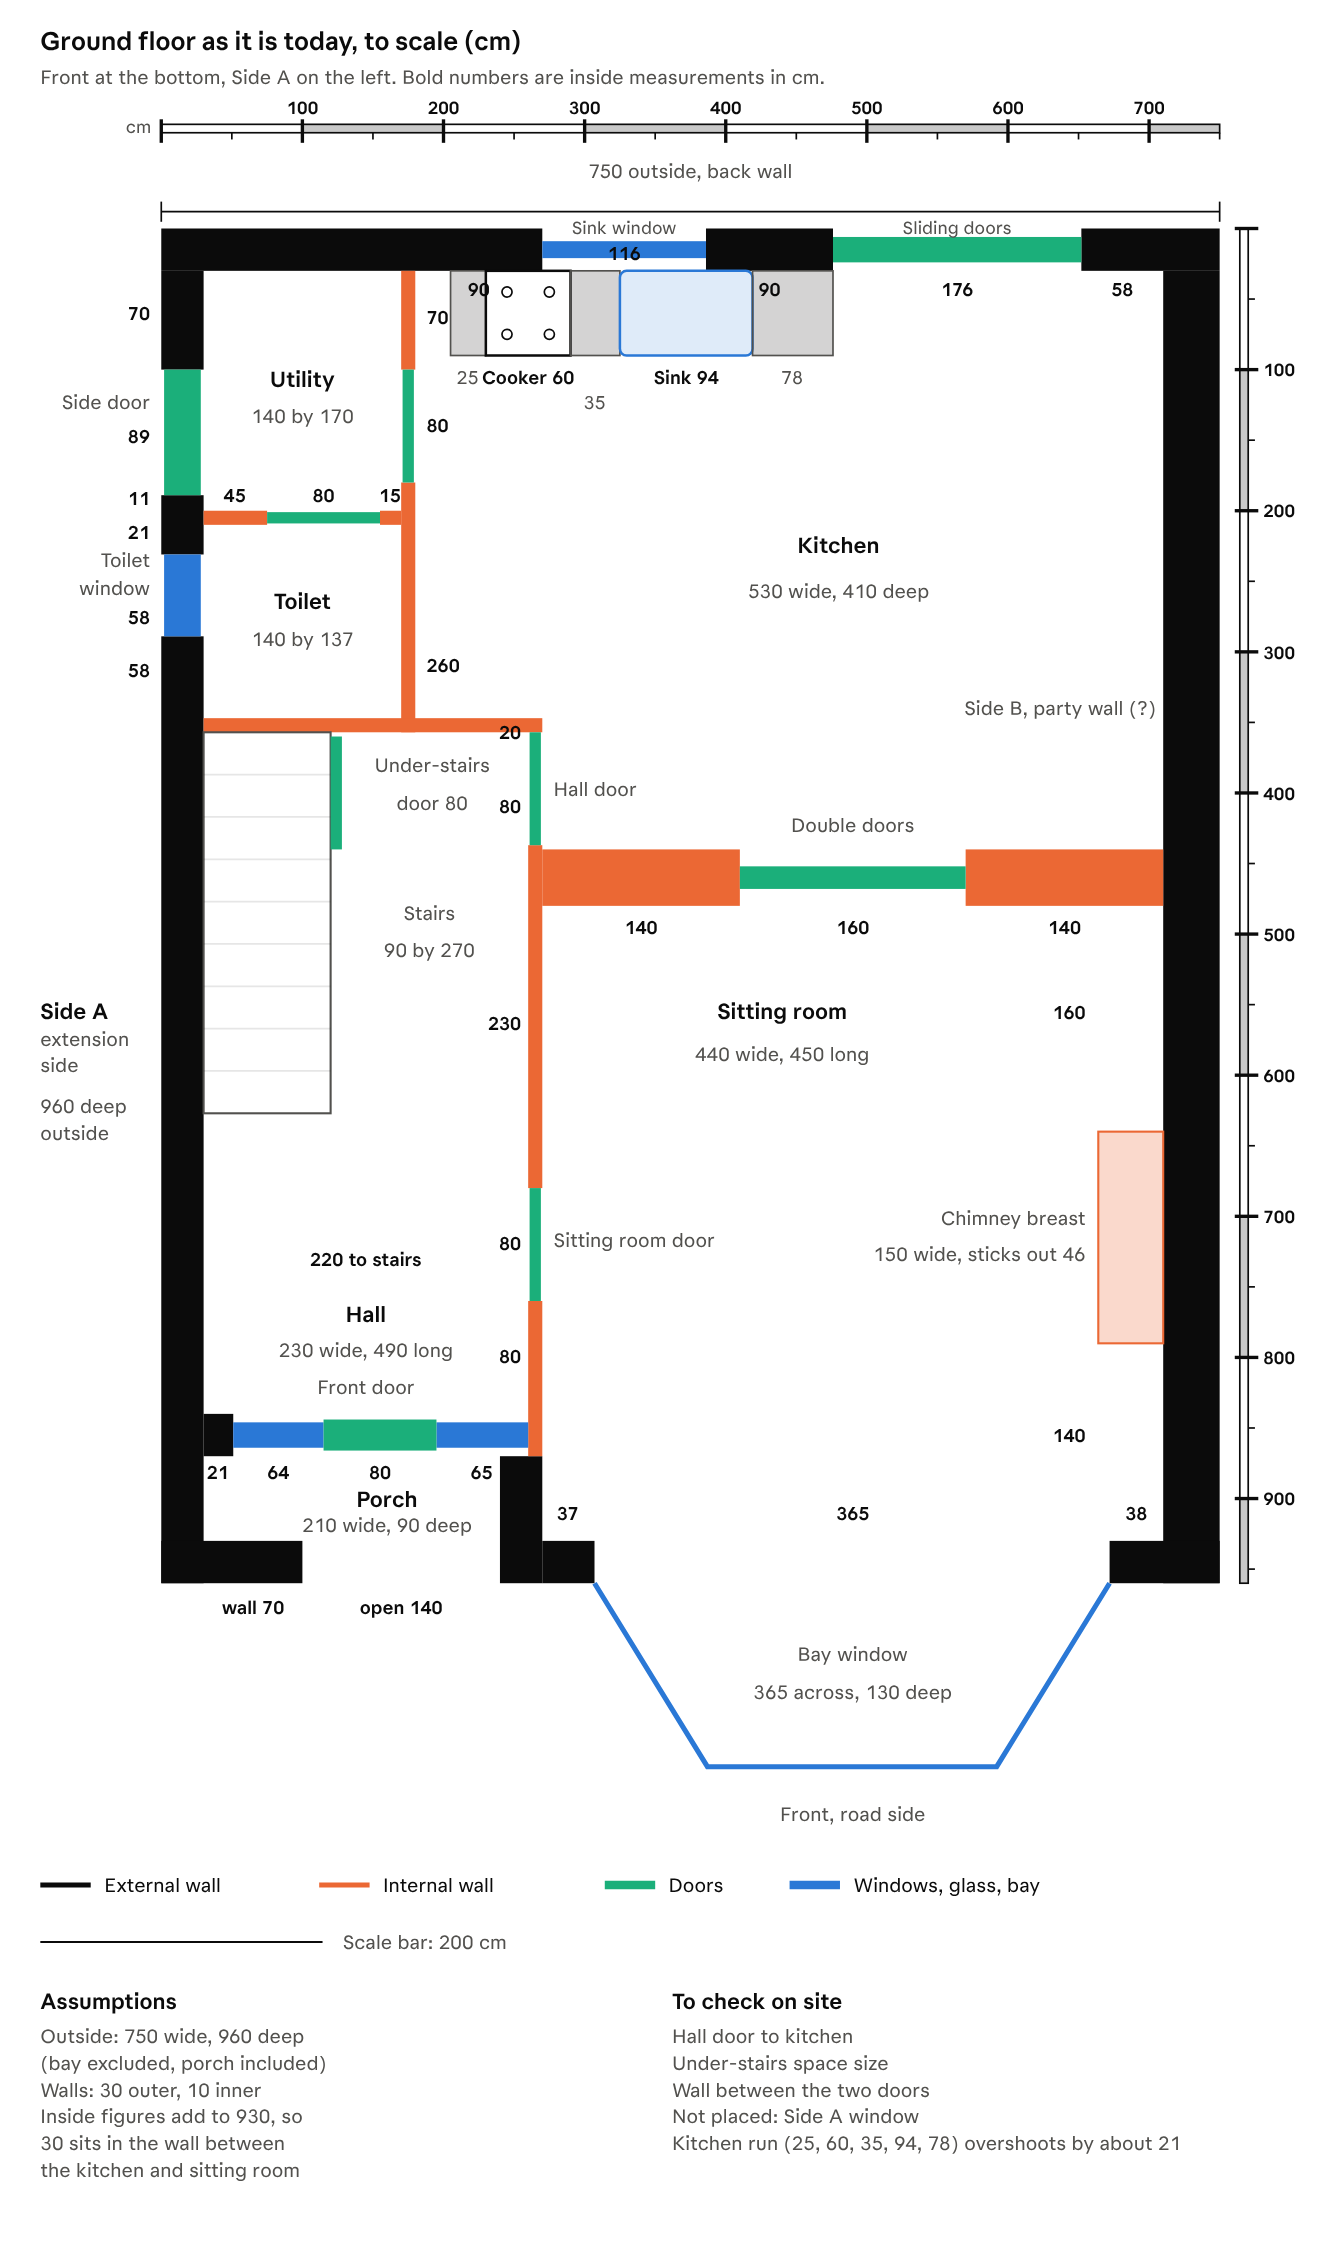 Ground floor as it is today, to scale (cm)
Front at the bottom, Side A on the left. Bold numbers are inside measurements in cm.
100 200 300 400 500 600 700
cm
750 outside, back wall
Sink window Sliding doors
116
90 90 176 58
70 70
100
25 Cooker 60 Sink 94 78
Utility
35
Side door
140 by 170
89 80
11 45 80 15
200
21
Kitchen
Toilet
window
530 wide, 410 deep
Toilet
58
140 by 137
300
58 260
Side B, party wall (?)
20
Under-stairs
Hall door
400
door 80 80
Double doors
Stairs
140 160 140
500
90 by 270
Side A
Sitting room
160
230
extension
side
440 wide, 450 long
600
960 deep
outside
700
Chimney breast
80 Sitting room door
150 wide, sticks out 46
220 to stairs
Hall
230 wide, 490 long
80
800
Front door
140
21 64 80 65
Porch
900
37 365 38
210 wide, 90 deep
wall 70 open 140
Bay window
365 across, 130 deep
Front, road side
External wall Internal wall Doors Windows, glass, bay
Scale bar: 200 cm
Assumptions
Outside: 750 wide, 960 deep
(bay excluded, porch included)
Walls: 30 outer, 10 inner
Inside figures add to 930, so
30 sits in the wall between
the kitchen and sitting room
To check on site
Hall door to kitchen
Under-stairs space size
Wall between the two doors
Not placed: Side A window
Kitchen run (25, 60, 35, 94, 78) overshoots by about 21